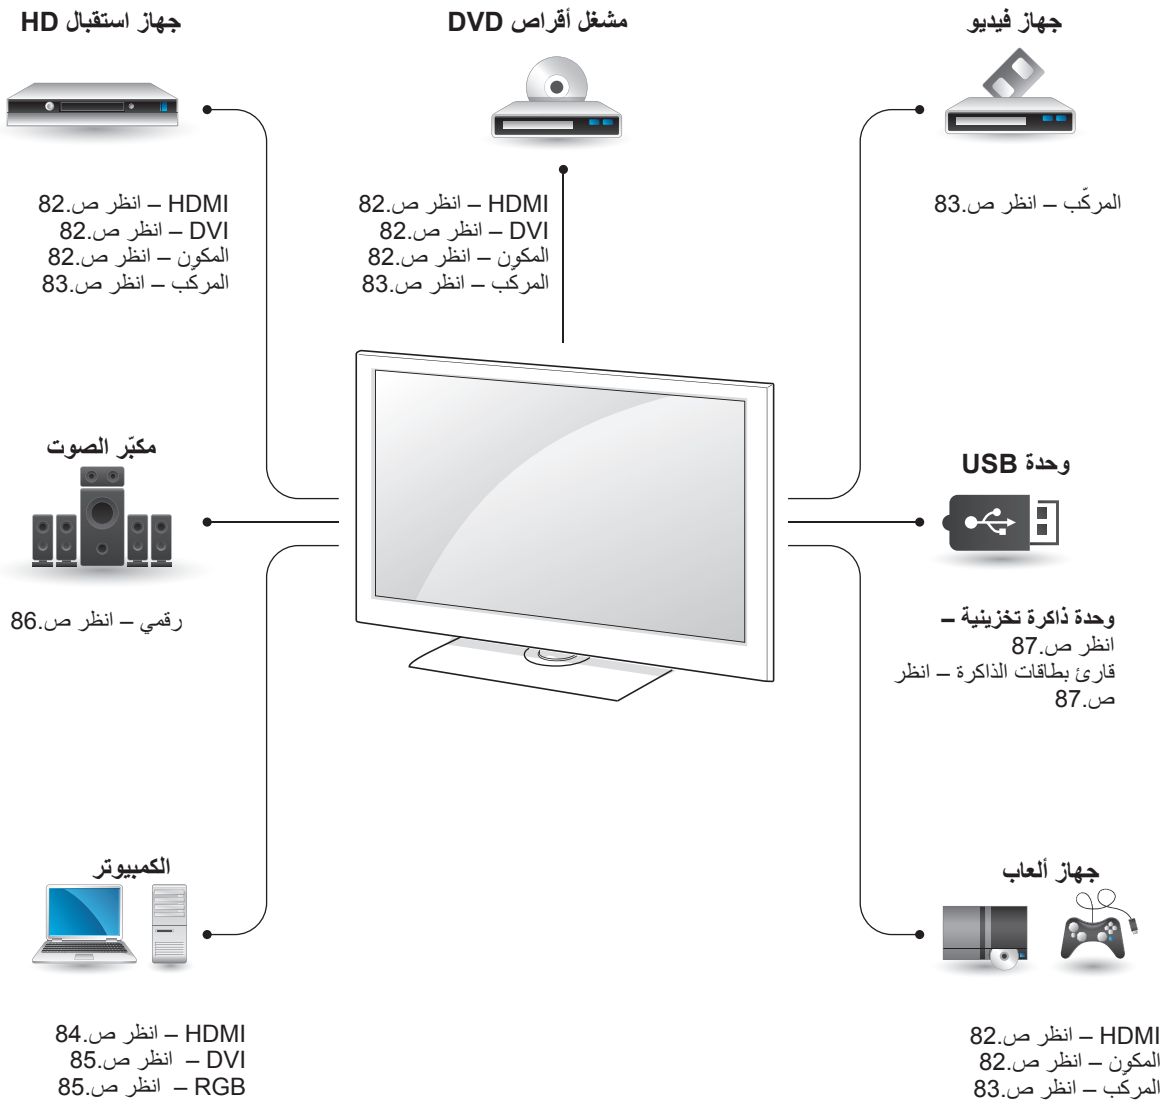 جهاز فيديو
المركّب – انظر ص.83
مشغل أقراص DVD
HDMI – انظر ص.82
DVI – انظر ص.82
المكون – انظر ص.82
المركّب – انظر ص.83
جهاز استقبال HD
HDMI – انظر ص.82
DVI – انظر ص.82
المكون – انظر ص.82
المركّب – انظر ص.83
وحدة USB
وحدة ذاكرة تخزينية –
انظر ص.87
قارئ بطاقات الذاكرة – انظر
ص.87
مكبّر الصوت
رقمي – انظر ص.86
جهاز ألعاب
HDMI – انظر ص.82
المكون – انظر ص.82
المركّب – انظر ص.83
الكمبيوتر
HDMI – انظر ص.84
DVI – انظر ص.85
RGB – انظر ص.85